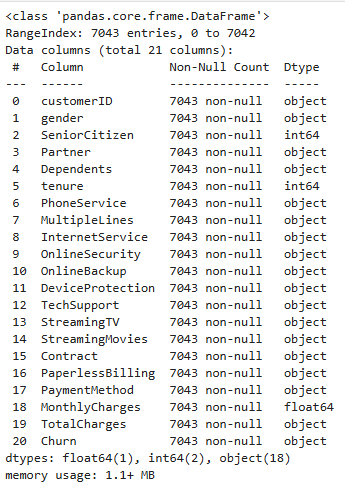 <class 'pandas.core.frame.DataFrame'>
RangeIndex: 7043 entries, 0 to 7042
Data columns (total 21 columns):
 #   Column            Non-Null Count  Dtype
---  ------            --------------  -----
 0   customerID        7043 non-null   object
 1   gender            7043 non-null   object
 2   SeniorCitizen     7043 non-null   int64
 3   Partner           7043 non-null   object
 4   Dependents        7043 non-null   object
 5   tenure            7043 non-null   int64
 6   PhoneService      7043 non-null   object
 7   MultipleLines     7043 non-null   object
 8   InternetService   7043 non-null   object
 9   OnlineSecurity    7043 non-null   object
 10  OnlineBackup      7043 non-null   object
 11  DeviceProtection  7043 non-null   object
 12  TechSupport       7043 non-null   object
 13  StreamingTV       7043 non-null   object
 14  StreamingMovies   7043 non-null   object
 15  Contract          7043 non-null   object
 16  PaperlessBilling  7043 non-null   object
 17  PaymentMethod     7043 non-null   object
 18  MonthlyCharges    7043 non-null   float64
 19  TotalCharges      7043 non-null   object
 20  Churn             7043 non-null   object
dtypes: float64(1), int64(2), object(18)
memory usage: 1.1+ MB